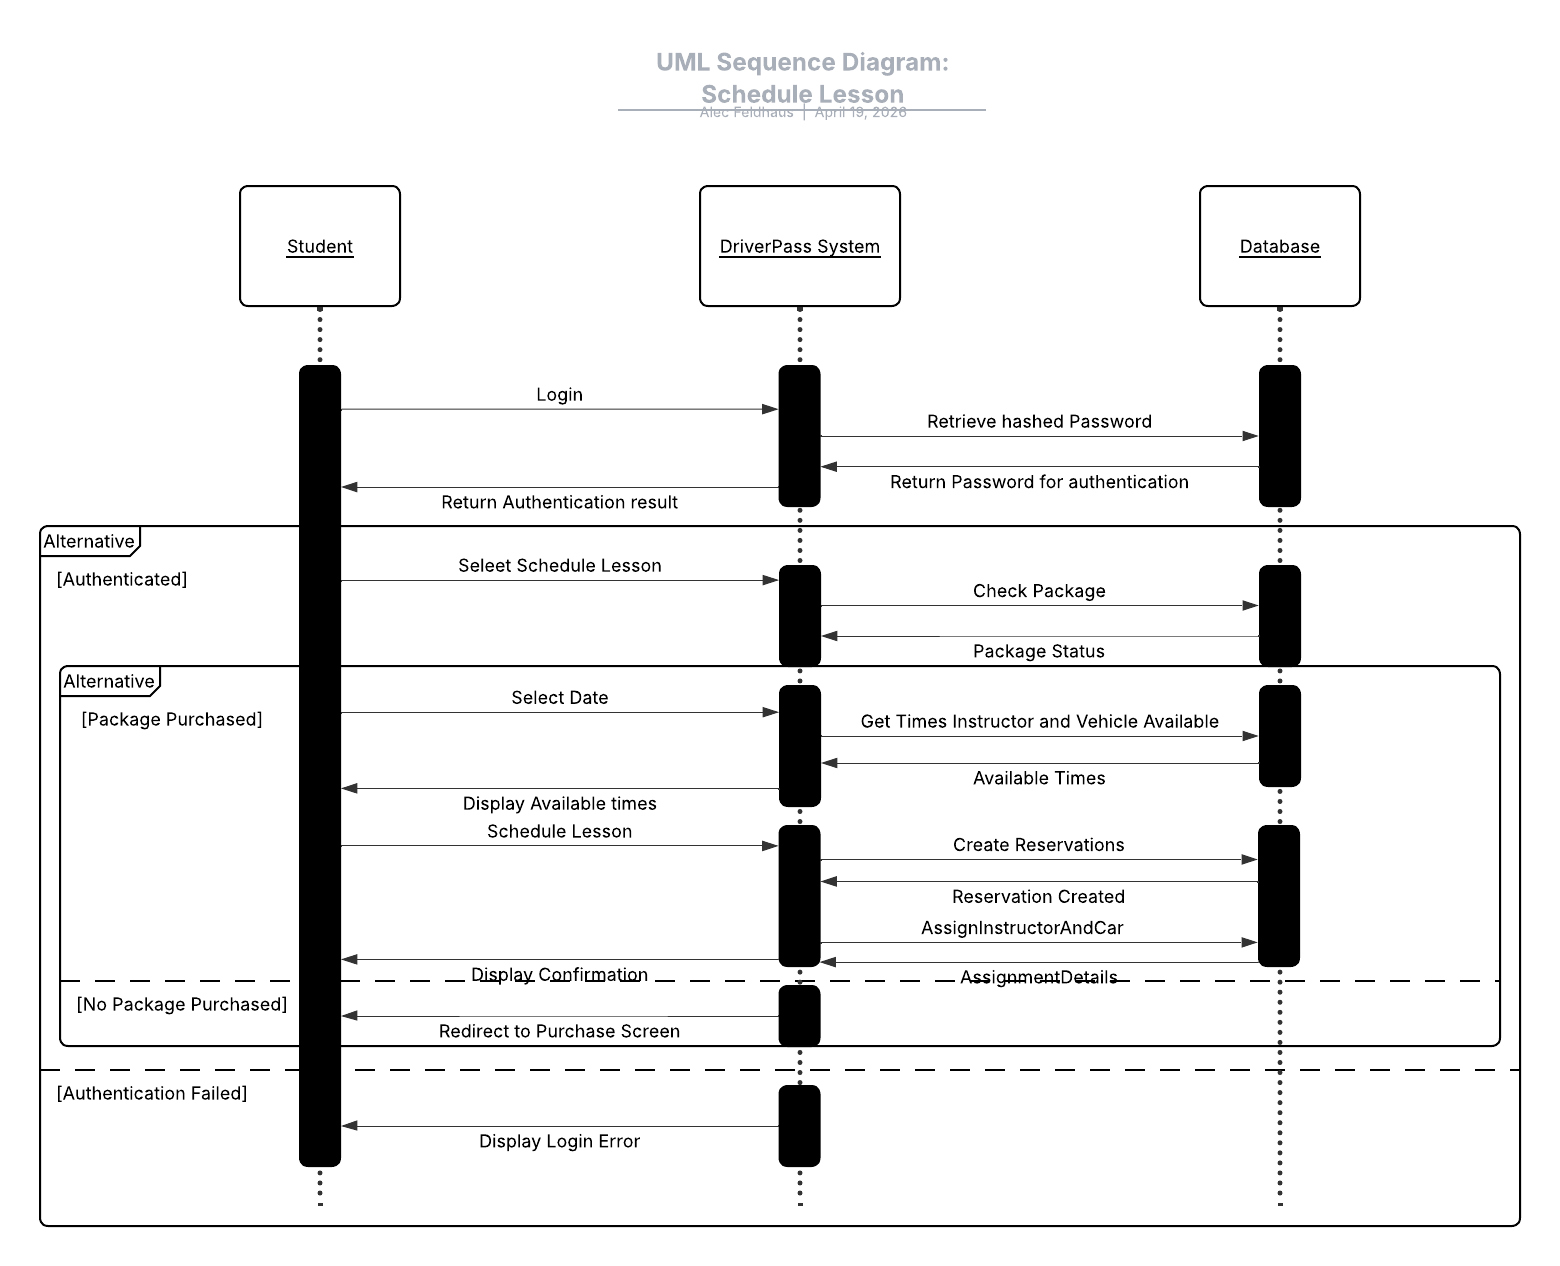 UML Sequence Diagram:
Schedule Lesson
Alec Feldhaus | April 19, 2026
Student
DriverPass System
Database
Login
Retrieve hashed Password
Return Password for authentication
Return Authentication result
Alternative
[Authenticated]
Seleet Schedule Lesson
Check Package
Package Status
Alternative
[Package Purchased]
Select Date
Get Times Instructor and Vehicle Available
Available Times
Display Available times
Schedule Lesson
Create Reservations
Reservation Created
AssignInstructorAndCar
Display Confirmation
AssignmentDetails
[No Package Purchased]
Redirect to Purchase Screen
[Authentication Failed]
Display Login Error